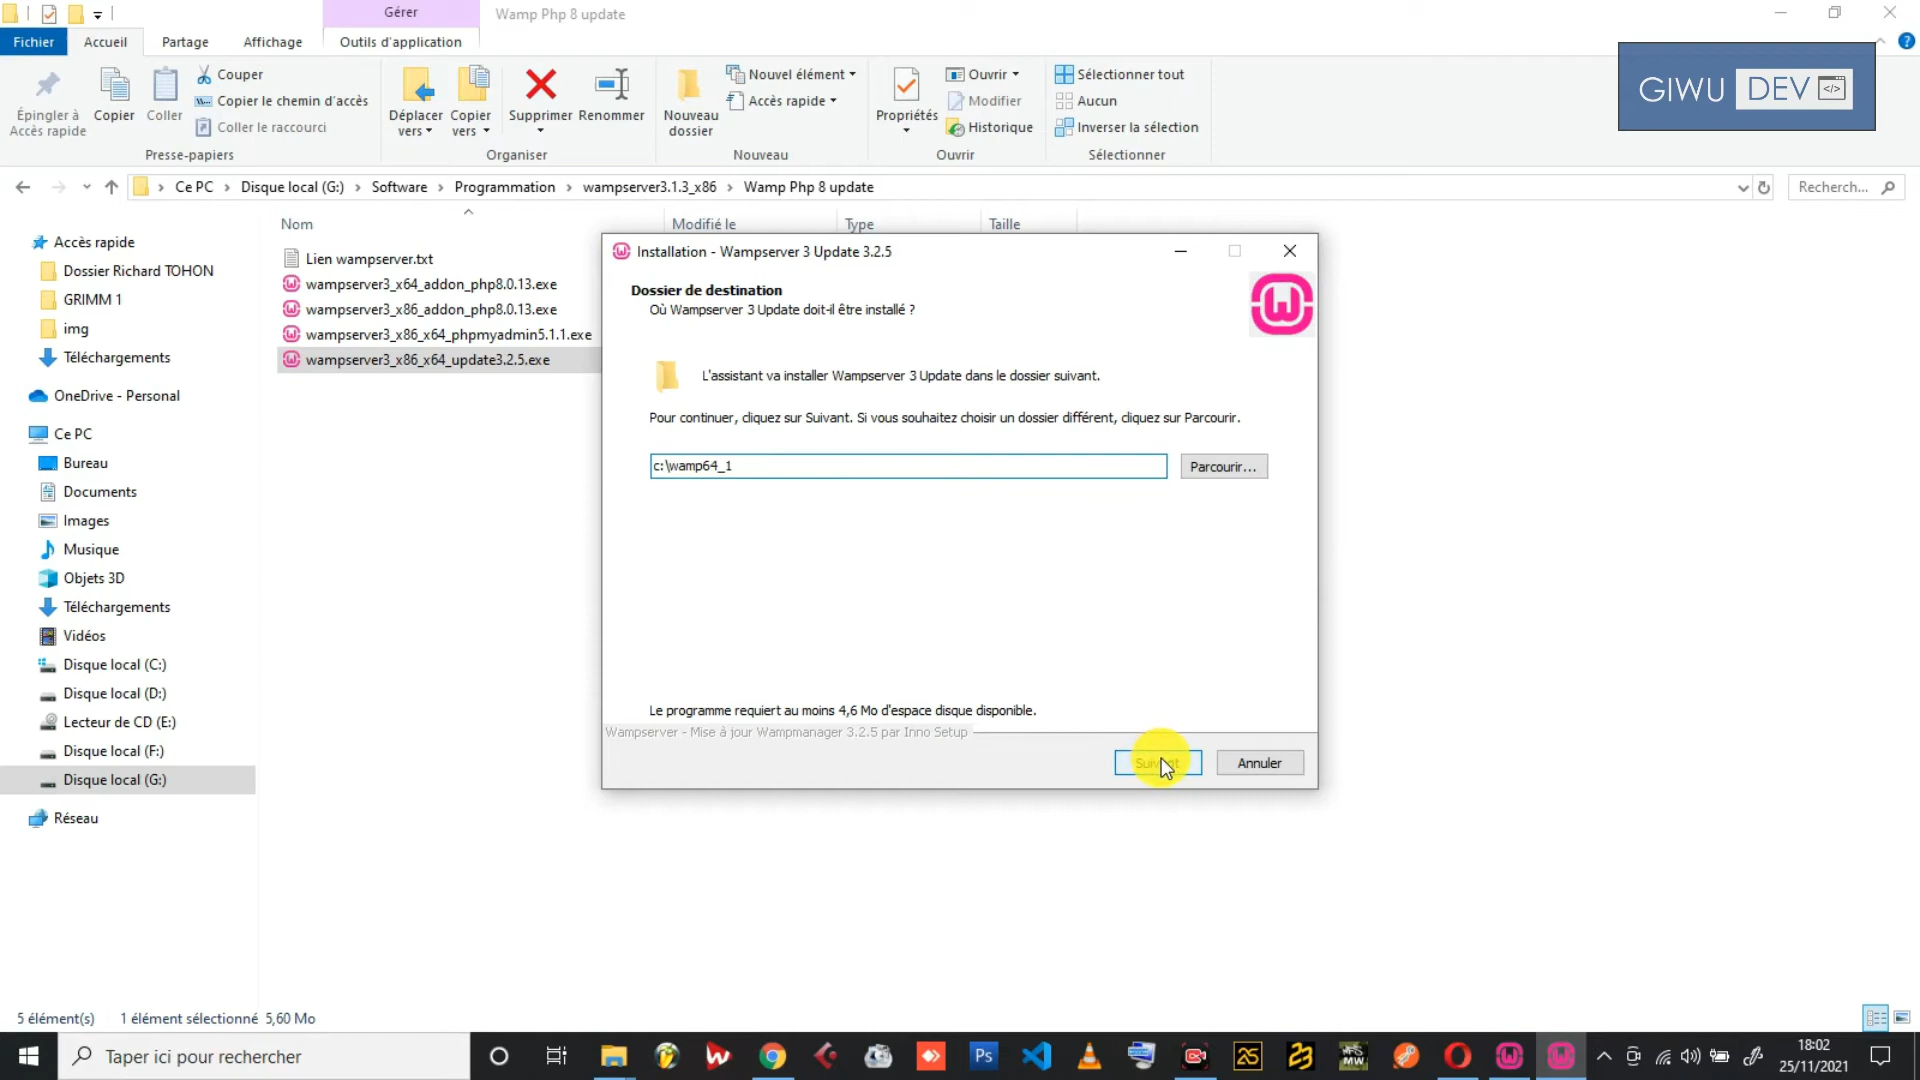 Gérer
Wamp Php 8 update
Fichier
Accueil
Partage
Affichage
Outils d'application
Épingler à
Accès rapide
Copier
Coller
Couper
Copier le chemin d'accès
Coller le raccourci
Presse-papiers
Déplacer
vers
Copier
vers
Supprimer
Renommer
Organiser
Nouveau
dossier
Nouvel élément
Accès rapide
Nouveau
Propriétés
Ouvrir
Modifier
Historique
Ouvrir
Sélectionner tout
Aucun
Inverser la sélection
Sélectionner
GIWU DEV </>
Ce PC > Disque local (G:) > Software > Programmation > wampserver3.1.3_x86 > Wamp Php 8 update
Recherch...
Nom
Modifié le
Type
Taille
Accès rapide
Dossier Richard TOHON
GRIMM 1
img
Téléchargements
OneDrive - Personal
Ce PC
Bureau
Documents
Images
Musique
Objets 3D
Téléchargements
Vidéos
Disque local (C:)
Disque local (D:)
Lecteur de CD (E:)
Disque local (F:)
Disque local (G:)
Réseau
Lien wampserver.txt
wampserver3_x64_addon_php8.0.13.exe
wampserver3_x86_addon_php8.0.13.exe
wampserver3_x86_x64_phpmyadmin5.1.1.exe
wampserver3_x86_x64_update3.2.5.exe
Installation - Wampserver 3 Update 3.2.5
Dossier de destination
Où Wampserver 3 Update doit-il être installé ?
L'assistant va installer Wampserver 3 Update dans le dossier suivant.
Pour continuer, cliquez sur Suivant. Si vous souhaitez choisir un dossier différent, cliquez sur Parcourir.
c:\wamp64_1
Parcourir...
Le programme requiert au moins 4,6 Mo d'espace disque disponible.
Wampserver - Mise à jour Wampmanager 3.2.5 par Inno Setup
Suivant
Annuler
5 élément(s)
1 élément sélectionné 5,60 Mo
Taper ici pour rechercher
Ps
MW
18:02
25/11/2021